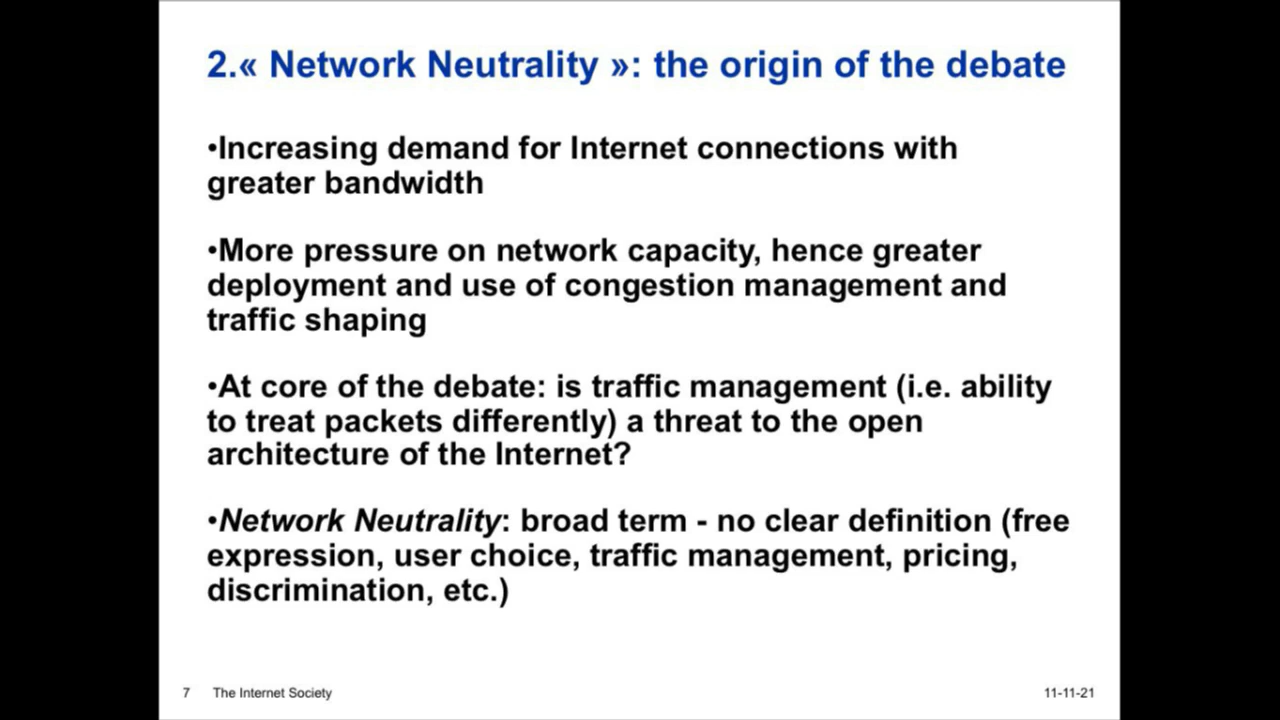 2.« Network Neutrality »: the origin of the debate
•Increasing demand for Internet connections with
greater bandwidth
•More pressure on network capacity, hence greater
deployment and use of congestion management and
traffic shaping
•At core of the debate: is traffic management (i.e. ability
to treat packets differently) a threat to the open
architecture of the Internet?
•Network Neutrality: broad term - no clear definition (free
expression, user choice, traffic management, pricing,
discrimination, etc.)
7 The Internet Society 11-11-21